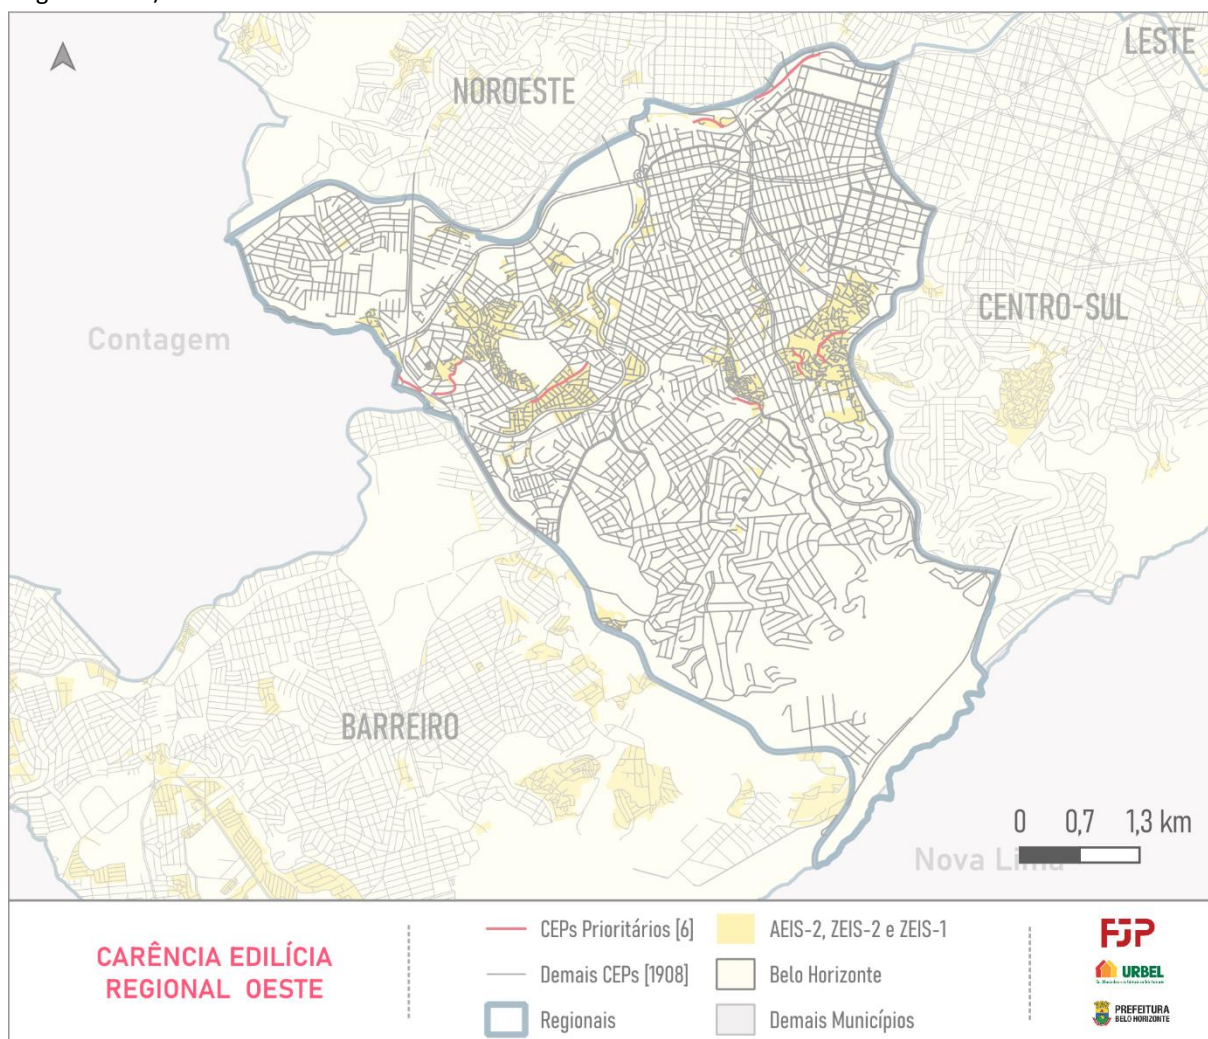 LESTE
NOROESTE
CENTRO-SUL
Contagem
BARREIRO
0 0,7 1,3 km
Nova Lima
CARÊNCIA EDILÍCIA
REGIONAL OESTE
CEPs Prioritários [6]
Demais CEPs [1908]
Regionais
AEIS-2, ZEIS-2 e ZEIS-1
Belo Horizonte
Demais Municípios
FJP
URBEL
PREFEITURA
BELO HORIZONTE